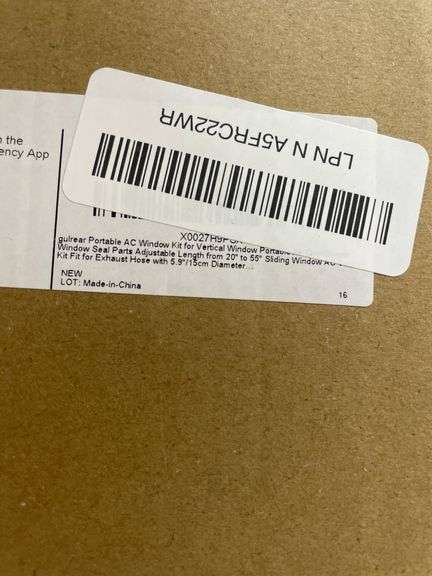 LPN N A5FRC22WR
the
ency App
gulrear Portable AC Window Kit for Vertical Window Portable
Window Seal Parts Adjustable Length from 20" to 55" Sliding Window
Kit Fit for Exhaust Hose with 5.9"/15cm Diameter...
NEW
LOT: Made-in-China
16